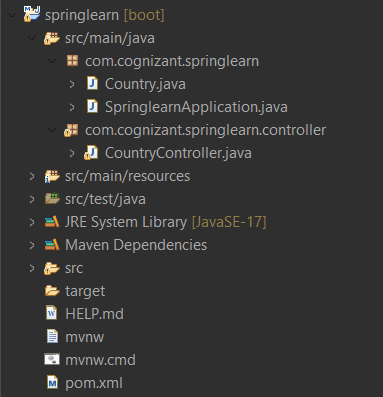 springlearn [boot]
src/main/java
com.cognizant.springlearn
Country.java
SpringlearnApplication.java
com.cognizant.springlearn.controller
CountryController.java
src/main/resources
src/test/java
JRE System Library [JavaSE-17]
Maven Dependencies
src
target
HELP.md
mvnw
mvnw.cmd
pom.xml